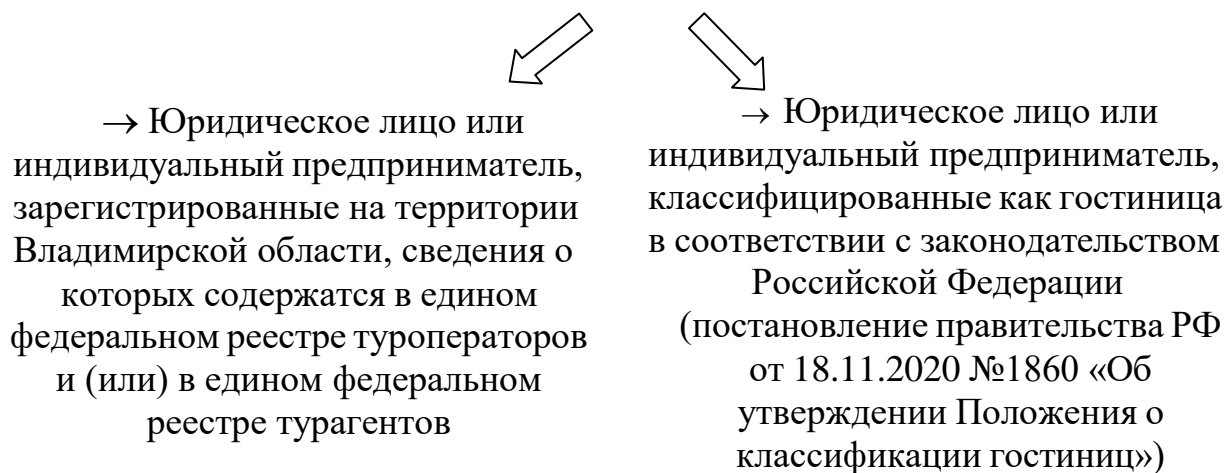 → Юридическое лицо или
индивидуальный предприниматель,
зарегистрированные на территории
Владимирской области, сведения о
которых содержатся в едином
федеральном реестре туроператоров
и (или) в едином федеральном
реестре турагентов
→ Юридическое лицо или
индивидуальный предприниматель,
классифицированные как гостиница
в соответствии с законодательством
Российской Федерации
(постановление правительства РФ
от 18.11.2020 №1860 «Об
утверждении Положения о
классификации гостиниц»)